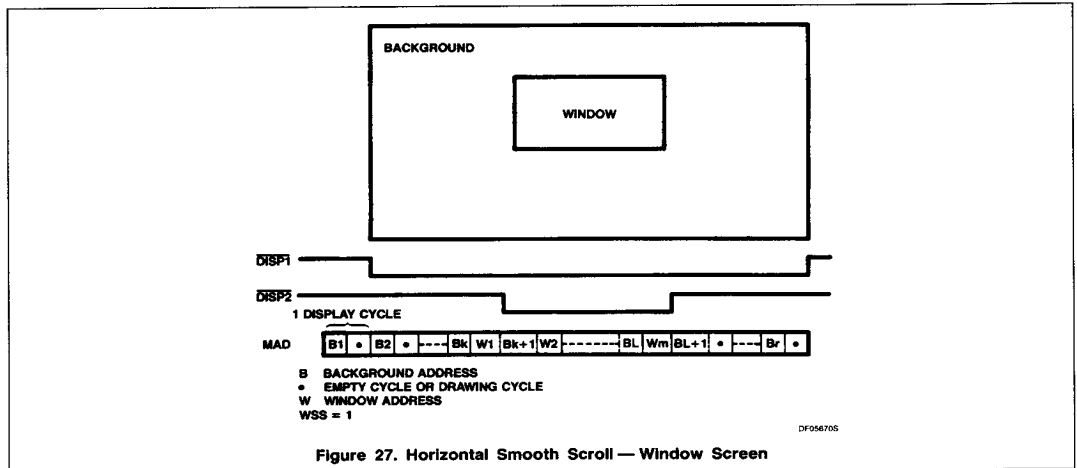 BACKGROUND
WINDOW
DISP1
DISP2
1 DISPLAY CYCLE
MAD B1 • B2 • ---- Bk W1 Bk+1 W2 -------- BL Wm BL+1 • ---- Br •
B BACKGROUND ADDRESS
• EMPTY CYCLE OR DRAWING CYCLE
W WINDOW ADDRESS
WSS = 1
DF05670S
Figure 27. Horizontal Smooth Scroll — Window Screen